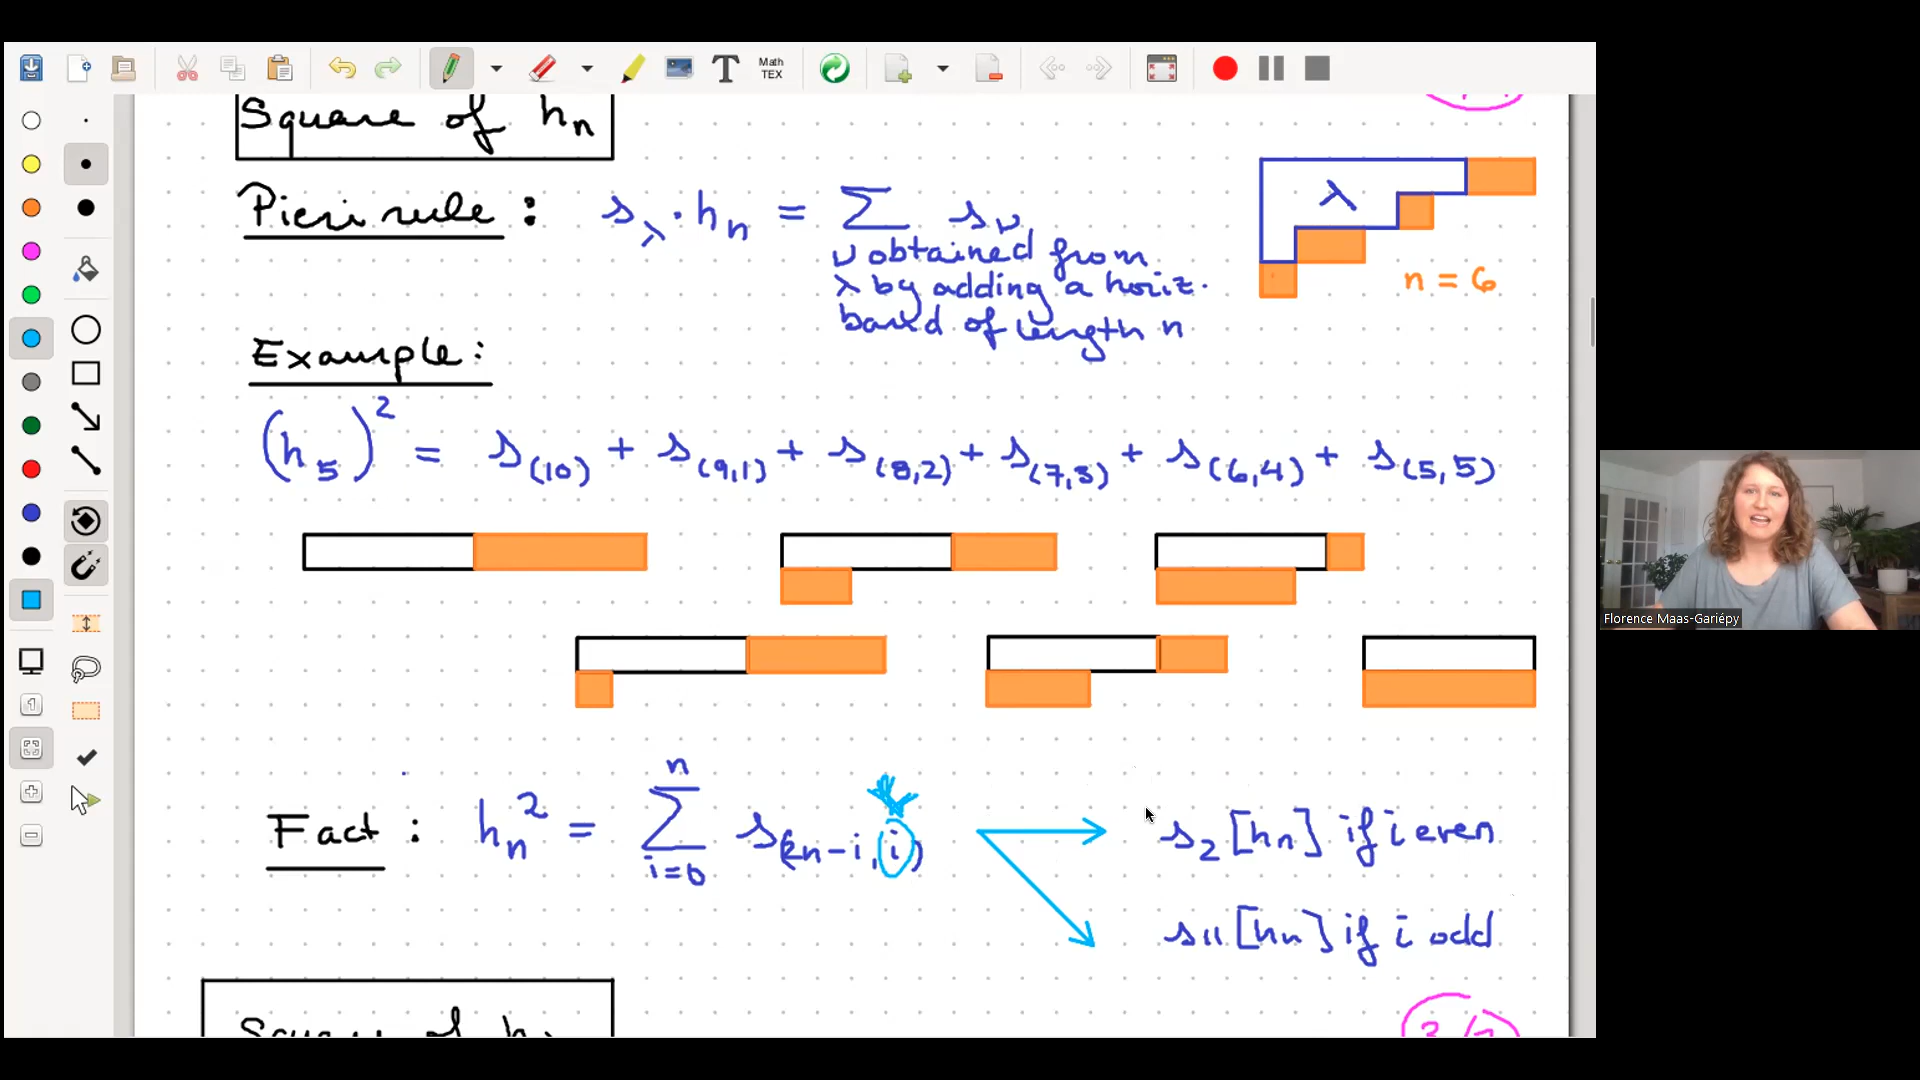 Math
TEX
Square of hn
Pieri rule : sλ · hn = Σ sν
ν obtained from
λ by adding a horiz.
band of length n
λ
n = 6
Example :
(h5)² = s(10) + s(9,1) + s(8,2) + s(7,3) + s(6,4) + s(5,5)
Fact : hn² = Σ_{i=0}^{n} s(2n-i, i)
s2[hn] if i even
s11[hn] if i odd
Florence Maas-Gariépy
1